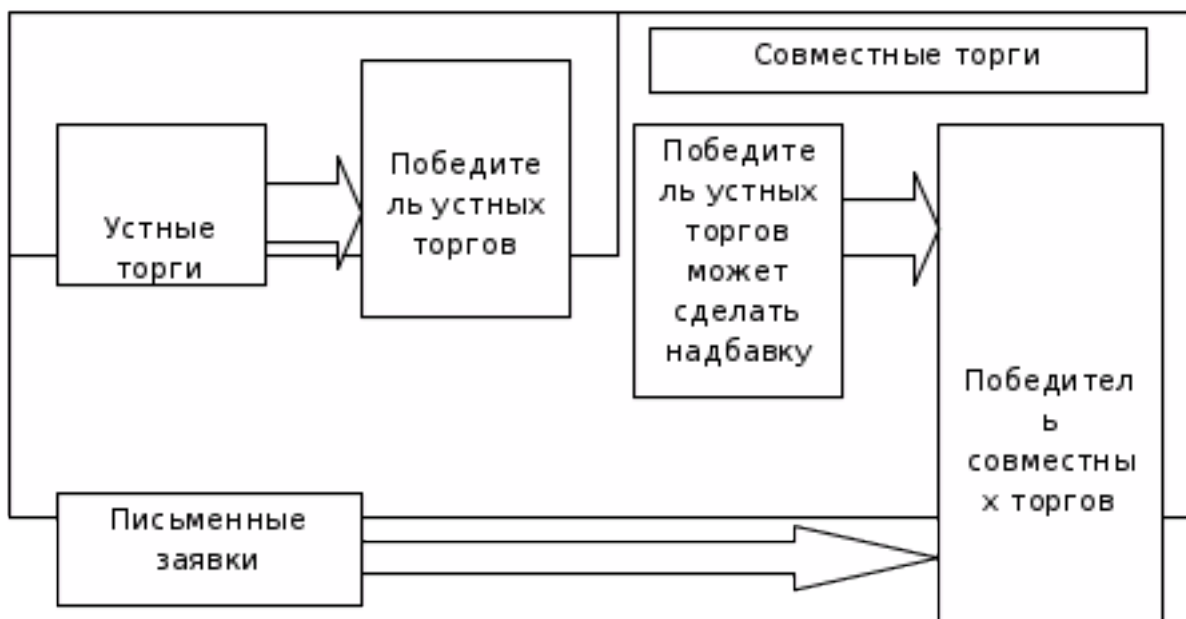 Совместные торги
Устные
торги
Победите
ль устных
торгов
Победите
ль устных
торгов
может
сделать
надбавку
Победител
ь
совместны
х торгов
Письменные
заявки